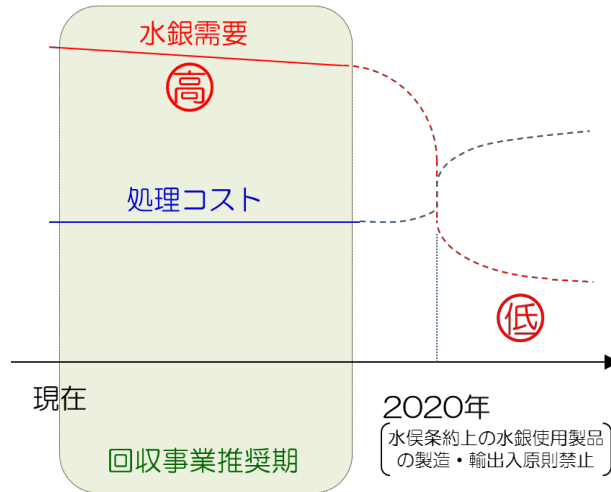 水銀需要
高
処理コスト
低
現在
2020年
水俣条約上の水銀使用製品
の製造・輸出入原則禁止
回収事業推奨期